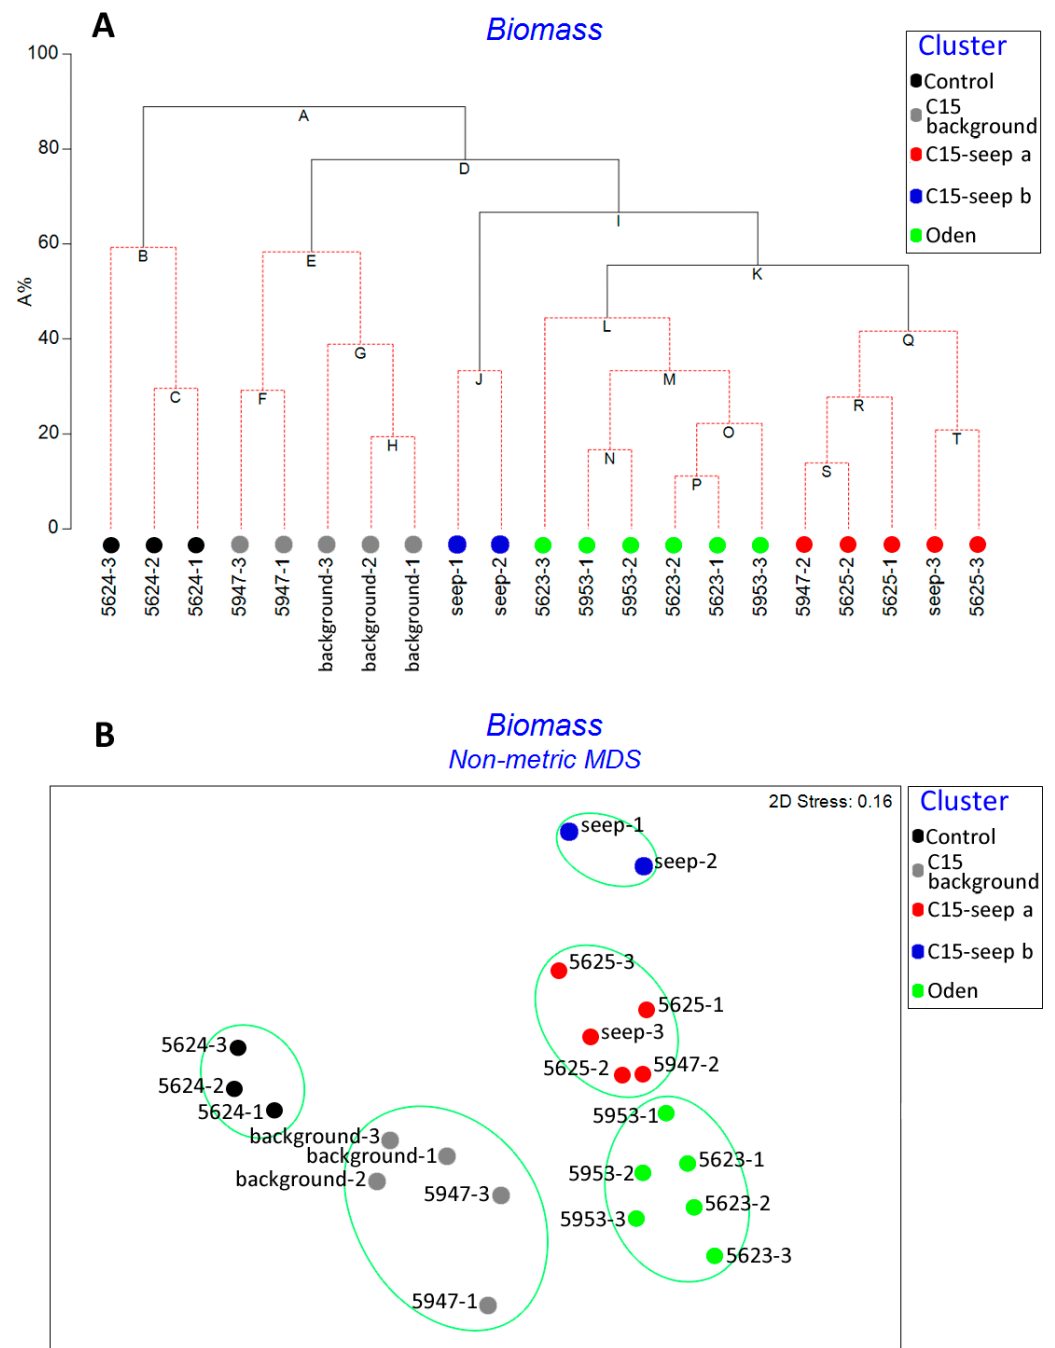 A
Biomass
Cluster
Control
C15
background
C15-seep a
C15-seep b
Oden
A%
100
80
60
40
20
0
A
D
I
B
E
K
L
Q
G
J
M
C
F
R
O
H
T
N
S
P
5624-3
5624-2
5624-1
5947-3
5947-1
background-3
background-2
background-1
seep-1
seep-2
5623-3
5953-1
5953-2
5623-2
5623-1
5953-3
5947-2
5625-2
5625-1
seep-3
5625-3
B
Biomass
Non-metric MDS
2D Stress: 0.16
Cluster
Control
C15
background
C15-seep a
C15-seep b
Oden
seep-1
seep-2
5625-3
5625-1
seep-3
5625-2
5947-2
5624-3
5624-2
5624-1
5953-1
background-3
background-1
background-2
5947-3
5953-2
5623-1
5623-2
5953-3
5623-3
5947-1